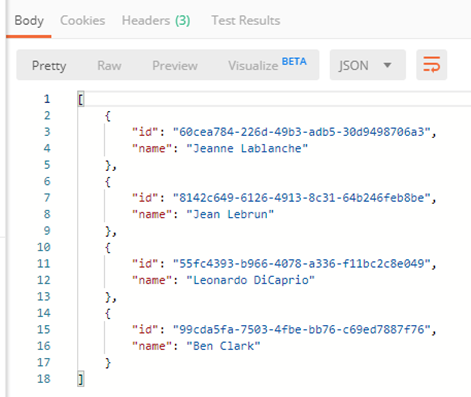 Body Cookies Headers (3) Test Results
Pretty Raw Preview Visualize BETA JSON
1 [
2 {
3 "id": "60cea784-226d-49b3-adb5-30d9498706a3",
4 "name": "Jeanne Lablanche"
5 },
6 {
7 "id": "8142c649-6126-4913-8c31-64b246feb8be",
8 "name": "Jean Lebrun"
9 },
10 {
11 "id": "55fc4393-b966-4078-a336-f11bc2c8e049",
12 "name": "Leonardo DiCaprio"
13 },
14 {
15 "id": "99cda5fa-7503-4fbe-bb76-c69ed7887f76",
16 "name": "Ben Clark"
17 }
18 ]